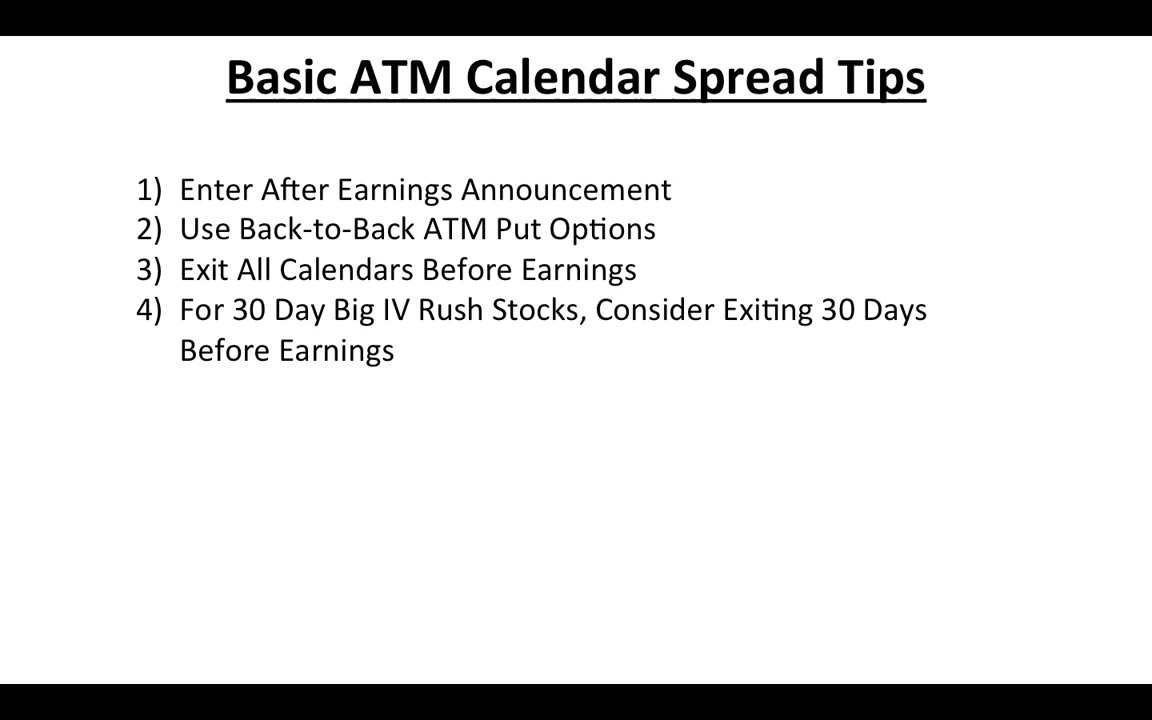 Basic ATM Calendar Spread Tips
1) Enter After Earnings Announcement
2) Use Back-to-Back ATM Put Options
3) Exit All Calendars Before Earnings
4) For 30 Day Big IV Rush Stocks, Consider Exiting 30 Days
Before Earnings